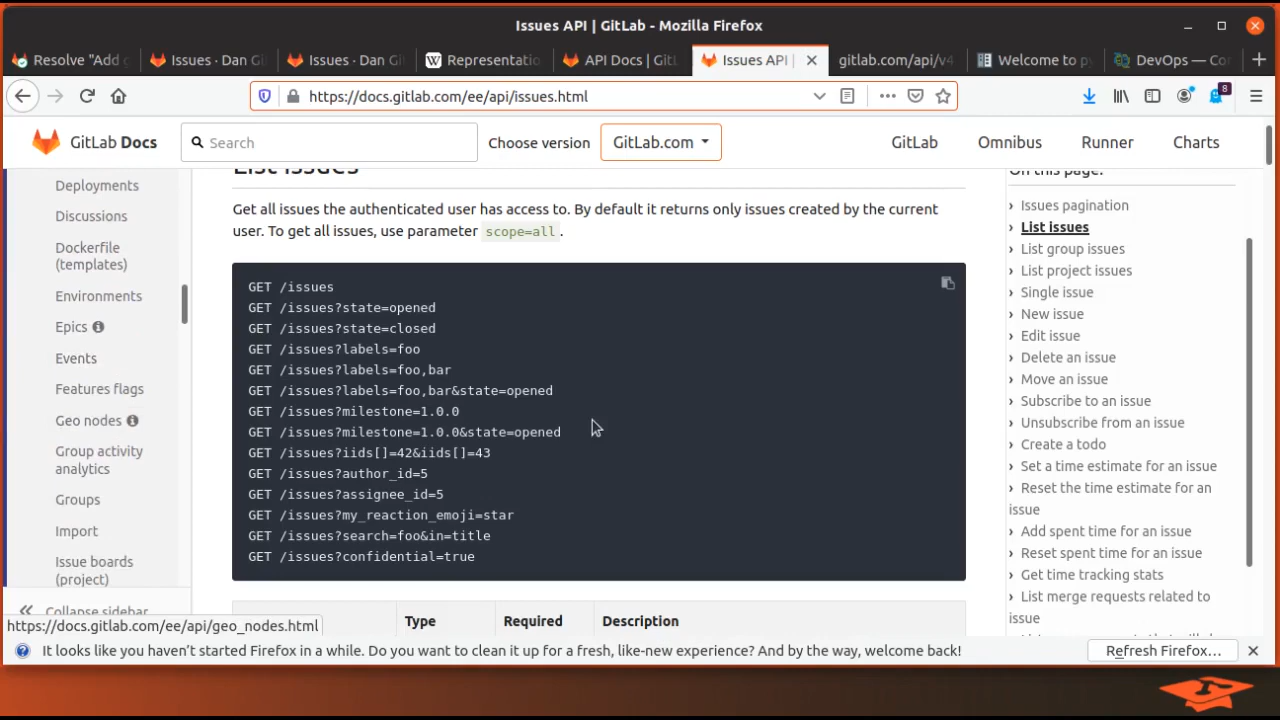 Issues API | GitLab - Mozilla Firefox
Resolve "Add g
Issues · Dan Gi
Issues · Dan Gi
Representatio
API Docs | GitL
Issues API |
gitlab.com/api/v4
Welcome to py
DevOps — Co
https://docs.gitlab.com/ee/api/issues.html
8
GitLab Docs
Search
Choose version
GitLab.com
GitLab
Omnibus
Runner
Charts
Deployments
Discussions
Dockerfile
(templates)
Environments
Epics
Events
Features flags
Geo nodes
Group activity
analytics
Groups
Import
Issue boards
(project)
Collapse sidebar
https://docs.gitlab.com/ee/api/geo_nodes.html
List issues
Get all issues the authenticated user has access to. By default it returns only issues created by the current
user. To get all issues, use parameter scope=all .
GET /issues
GET /issues?state=opened
GET /issues?state=closed
GET /issues?labels=foo
GET /issues?labels=foo,bar
GET /issues?labels=foo,bar&state=opened
GET /issues?milestone=1.0.0
GET /issues?milestone=1.0.0&state=opened
GET /issues?iids[]=42&iids[]=43
GET /issues?author_id=5
GET /issues?assignee_id=5
GET /issues?my_reaction_emoji=star
GET /issues?search=foo&in=title
GET /issues?confidential=true
Type
Required
Description
On this page:
› Issues pagination
› List issues
› List group issues
› List project issues
› Single issue
› New issue
› Edit issue
› Delete an issue
› Move an issue
› Subscribe to an issue
› Unsubscribe from an issue
› Create a todo
› Set a time estimate for an issue
› Reset the time estimate for an
issue
› Add spent time for an issue
› Reset spent time for an issue
› Get time tracking stats
› List merge requests related to
issue
It looks like you haven't started Firefox in a while. Do you want to clean it up for a fresh, like-new experience? And by the way, welcome back!
Refresh Firefox…